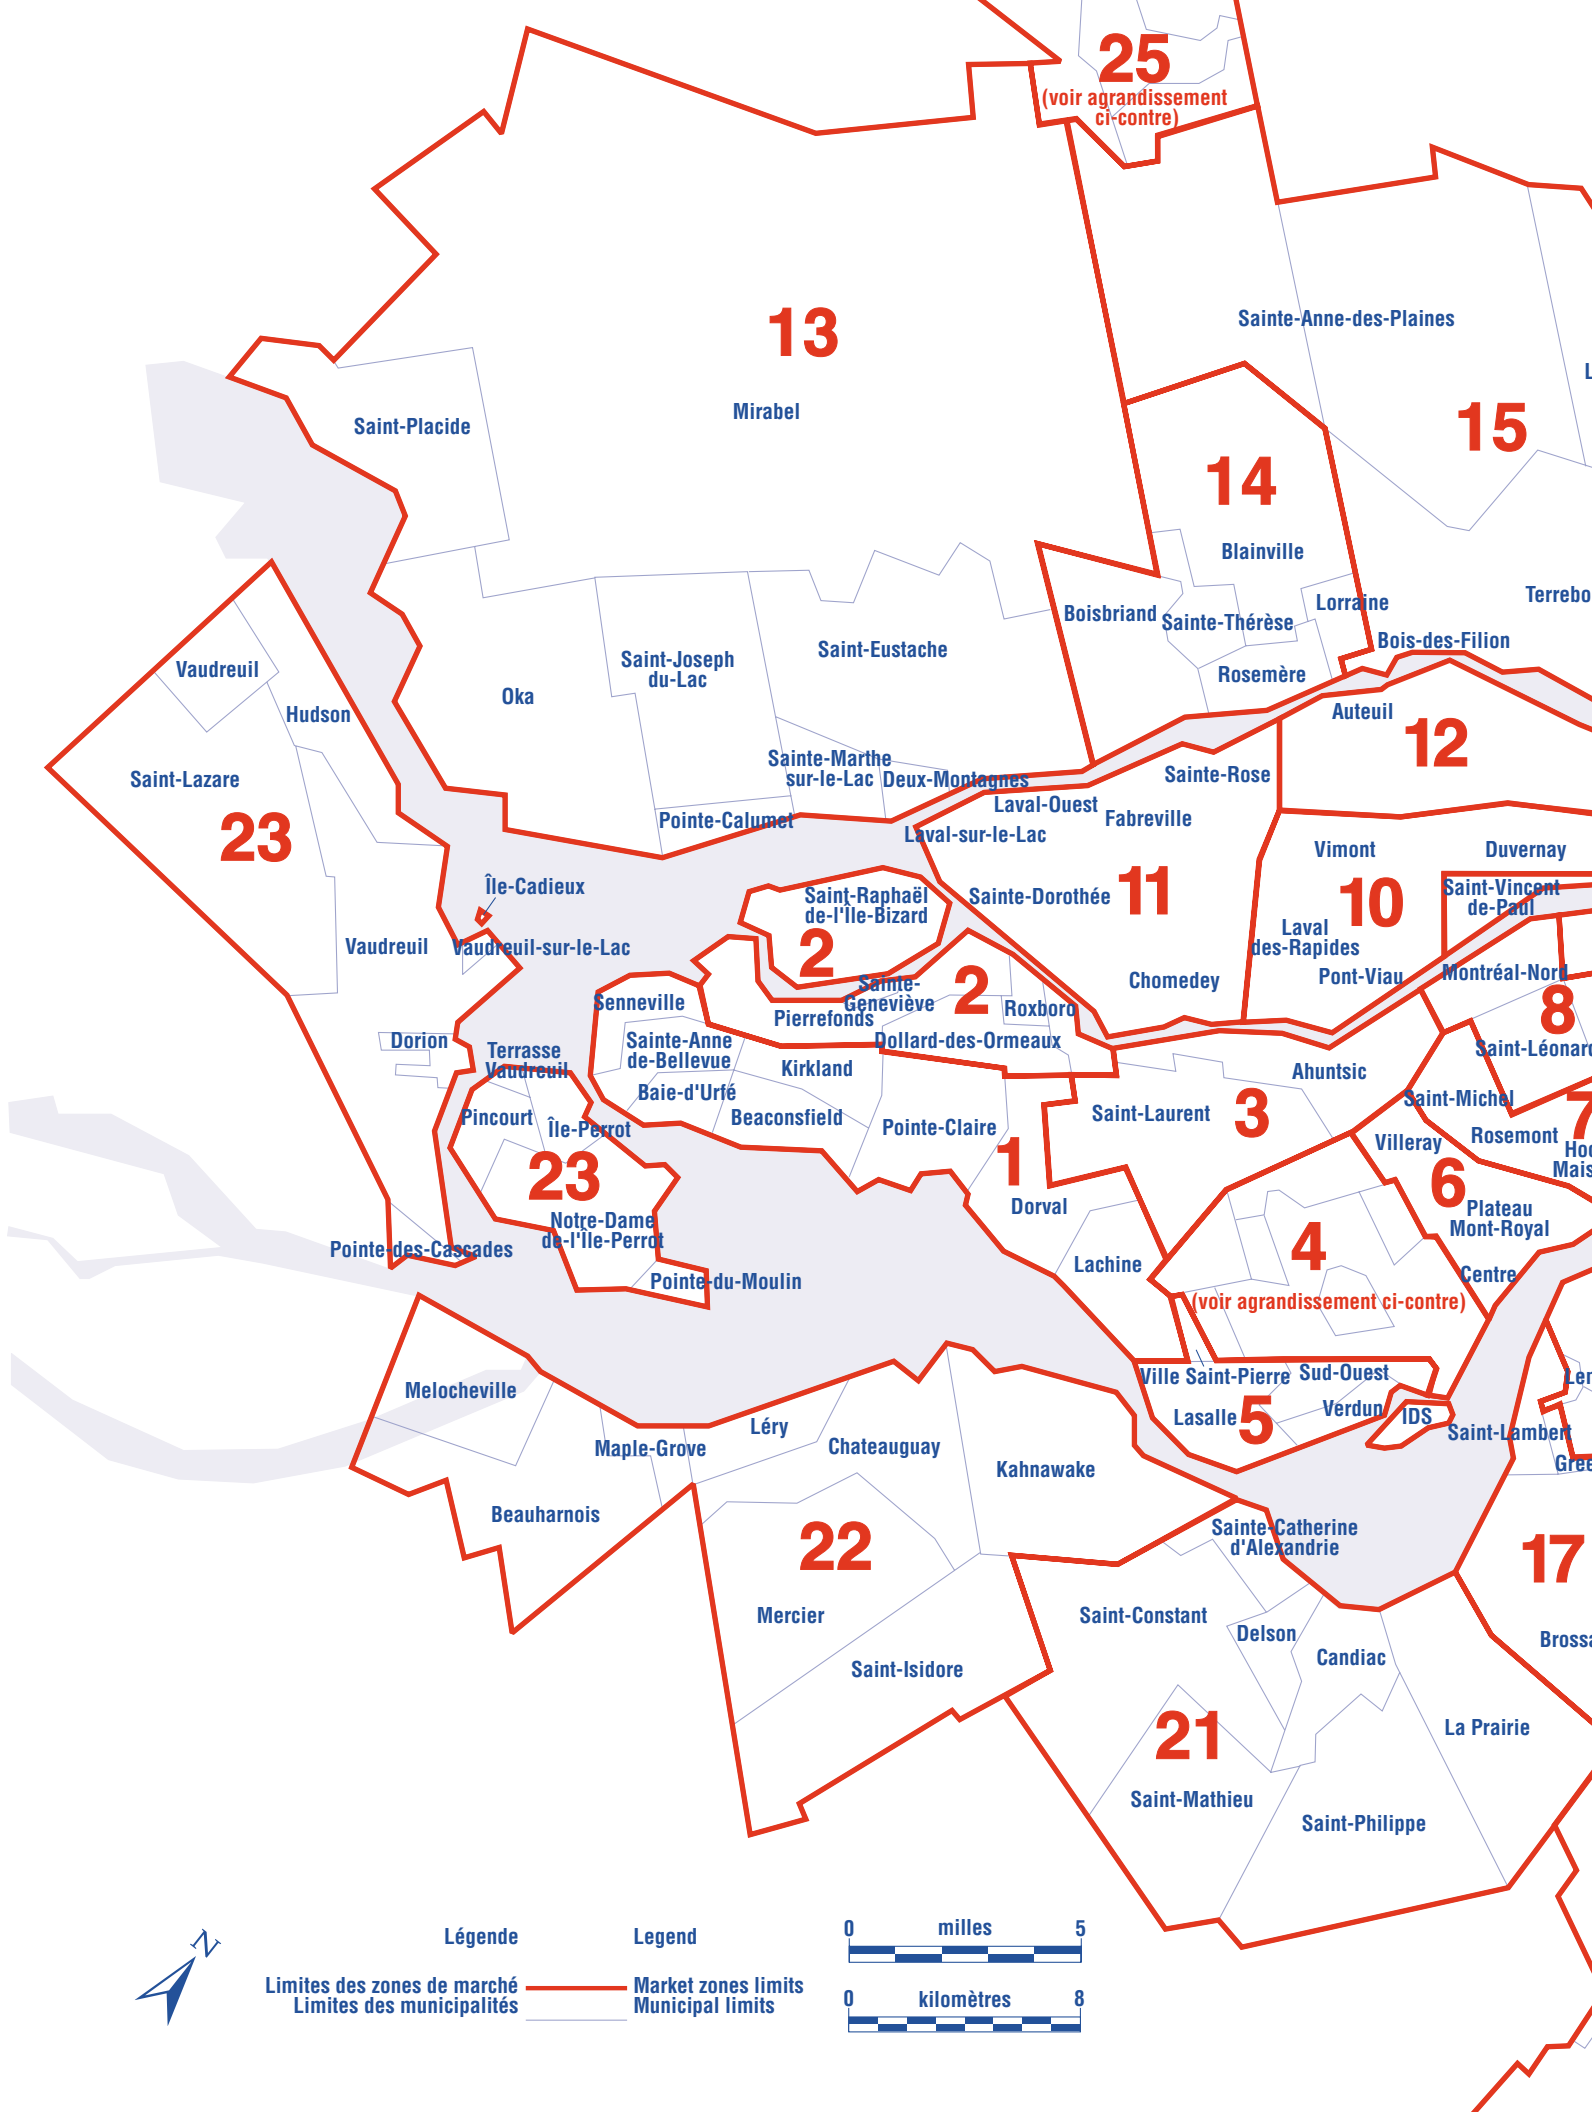 25
(voir agrandissement
ci-contre)
13
Sainte-Anne-des-Plaines
Mirabel
Saint-Placide
15
14
Blainville
Terrebo
Lorraine
Boisbriand
Sainte-Thérèse
Bois-des-Filion
Saint-Eustache
Saint-Joseph
du-Lac
Rosemère
Vaudreuil
Oka
Hudson
Auteuil
12
Sainte-Marthe
sur-le-Lac
Deux-Montagnes
Sainte-Rose
Saint-Lazare
23
Laval-Ouest
Fabreville
Pointe-Calumet
Laval-sur-le-Lac
Vimont
Duvernay
Île-Cadieux
Saint-Raphaël
de-l'Île-Bizard
Sainte-Dorothée
11
10
Saint-Vincent
de-Paul
Laval
des-Rapides
Vaudreuil
Vaudreuil-sur-le-Lac
2
Chomedey
Pont-Viau
Montréal-Nord
Senneville
Sainte-
Geneviève
2
Roxboro
8
Pierrefonds
Dorion
Sainte-Anne
de-Bellevue
Dollard-des-Ormeaux
Saint-Léonard
Terrasse
Vaudreuil
Kirkland
Ahuntsic
Baie-d'Urfé
Saint-Michel
Pincourt
Île-Perrot
Beaconsfield
Pointe-Claire
Saint-Laurent
3
7
Villeray
Rosemont
Hoc
Mais
1
23
6
Dorval
Plateau
Mont-Royal
Notre-Dame
de-l'Île-Perrot
4
Pointe-des-Cascades
Lachine
Centre
Pointe-du-Moulin
(voir agrandissement ci-contre)
Ville Saint-Pierre
Sud-Ouest
Lem
Melocheville
Lasalle
5
Verdun
IDS
Saint-Lambert
Léry
Maple-Grove
Chateauguay
Gree
Kahnawake
Beauharnois
Sainte-Catherine
d'Alexandrie
22
17
Mercier
Saint-Constant
Delson
Brossa
Candiac
Saint-Isidore
21
La Prairie
Saint-Mathieu
Saint-Philippe
N
Légende
Legend
0 milles 5
Limites des zones de marché
Market zones limits
Limites des municipalités
Municipal limits
0 kilomètres 8